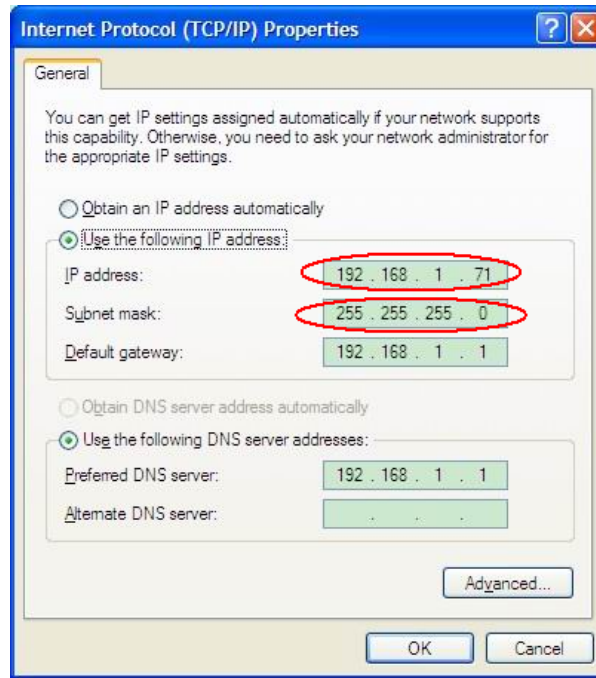 Internet Protocol (TCP/IP) Properties
General
You can get IP settings assigned automatically if your network supports
this capability. Otherwise, you need to ask your network administrator for
the appropriate IP settings.
Obtain an IP address automatically
Use the following IP address:
IP address: 192 . 168 . 1 . 71
Subnet mask: 255 . 255 . 255 . 0
Default gateway: 192 . 168 . 1 . 1
Obtain DNS server address automatically
Use the following DNS server addresses:
Preferred DNS server: 192 . 168 . 1 . 1
Alternate DNS server: . . .
Advanced...
OK Cancel